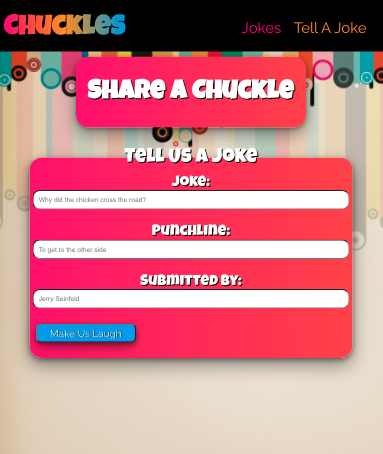 Chuckles
Jokes Tell A Joke
Share A Chuckle
Tell Us A Joke
Joke:
Why did the chicken cross the road?
Punchline:
To get to the other side
Submitted By:
Jerry Seinfeld
Make Us Laugh